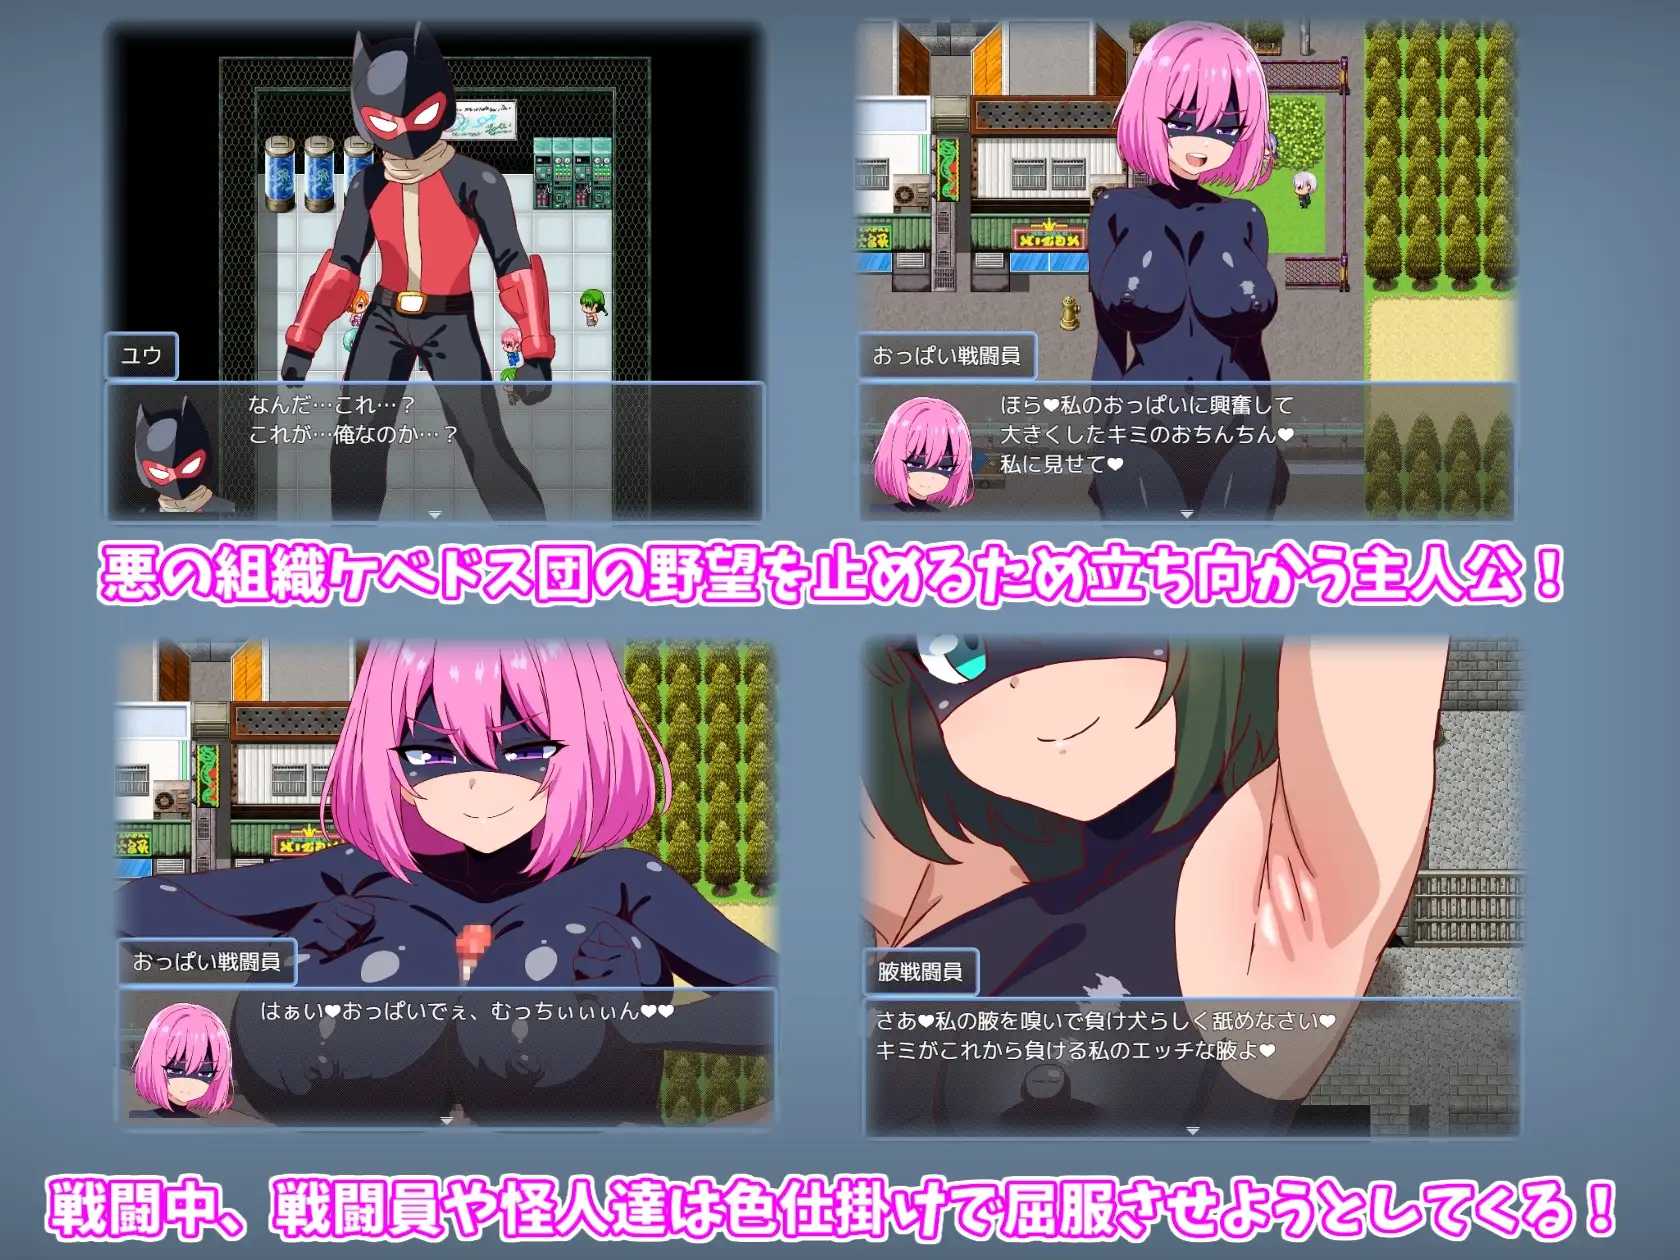 ユウ
なんだ…これ…？
これが…俺なのか…？
おっぱい戦闘員
ほら♥私のおっぱいに興奮して
大きくしたキミのおちんちん♥
私に見せて♥
悪の組織ケベドス団の野望を止めるため立ち向かう主人公！
おっぱい戦闘員
はぁい♥おっぱいでぇ、むっちぃぃぃん♥♥
腋戦闘員
さあ♥私の腋を嗅いで負け犬らしく舐めなさい♥
キミがこれから負ける私のエッチな腋よ♥
戦闘中、戦闘員や怪人達は色仕掛けで屈服させようとしてくる！